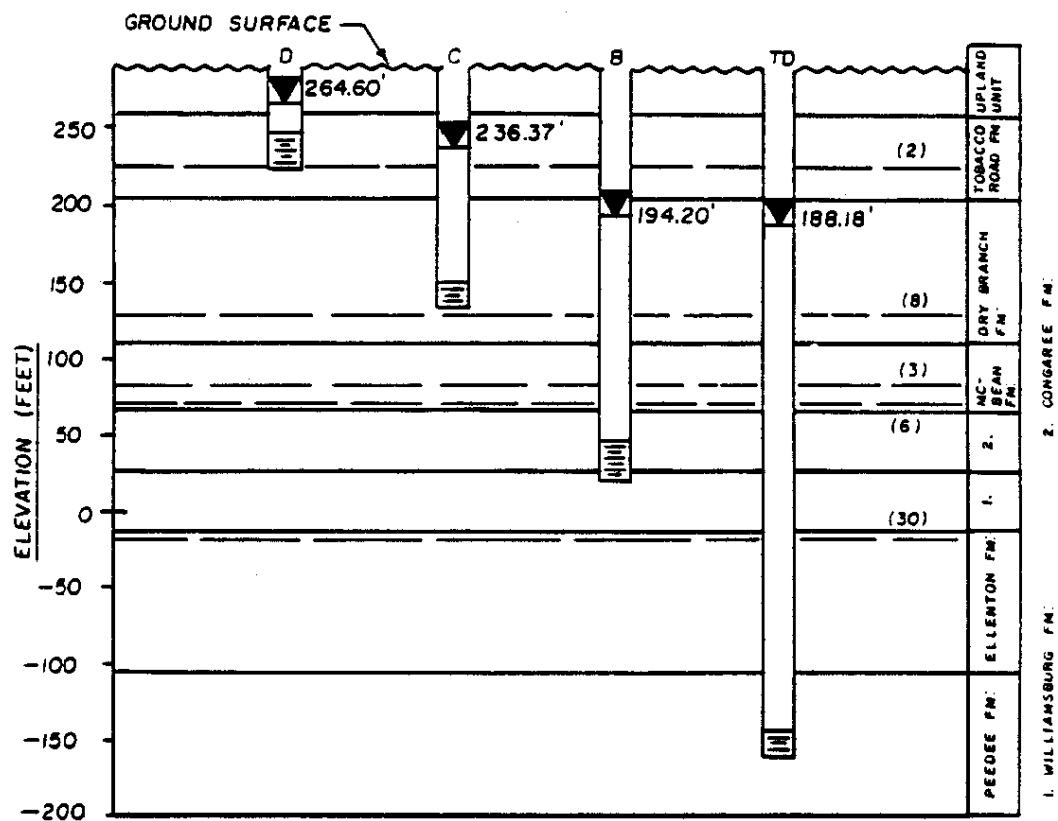 GROUND SURFACE
D
C
B
TD
264.60'
236.37'
194.20'
188.18'
(2)
(8)
(3)
(6)
(30)
ELEVATION (FEET)
250
200
150
100
50
0
-50
-100
-150
-200
UPLAND
UNIT
TOBACCO
ROAD FM.
DRY BRANCH
FM.
MC-
BEAN
FM.
2.
1.
ELLENTON FM.
PEEDEE FM.
2. CONGAREE FM.
1. WILLIAMSBURG FM.